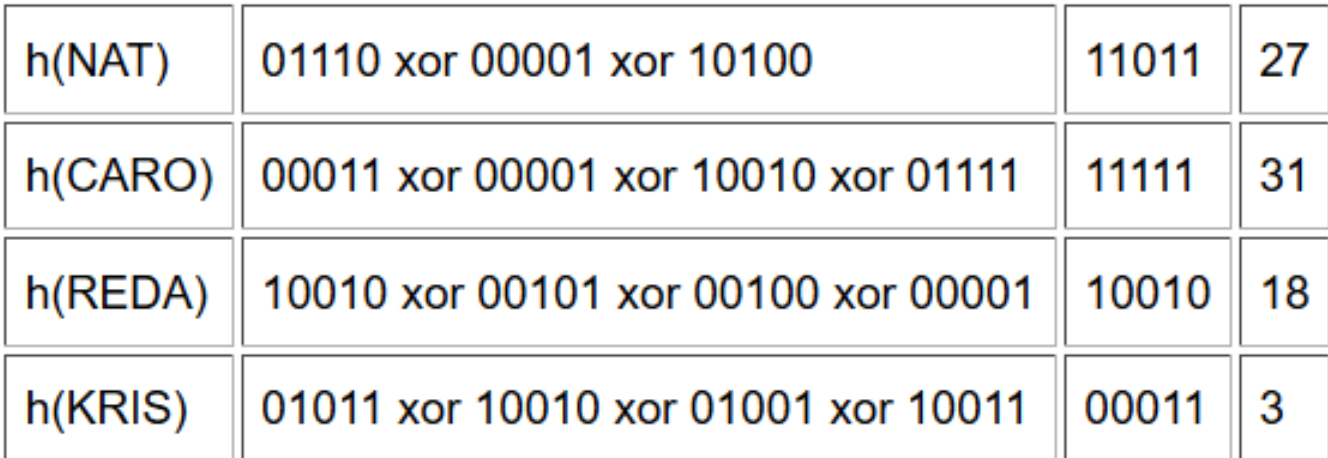 h(NAT) 01110 xor 00001 xor 10100 11011 27
h(CARO) 00011 xor 00001 xor 10010 xor 01111 11111 31
h(REDA) 10010 xor 00101 xor 00100 xor 00001 10010 18
h(KRIS) 01011 xor 10010 xor 01001 xor 10011 00011 3